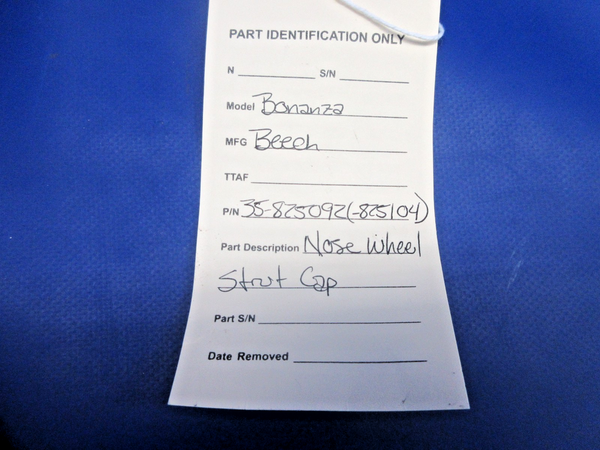 PART IDENTIFICATION ONLY
N S/N
Model Bonanza
MFG Beech
TTAF
P/N 35-825092(-825104)
Part Description Nose Wheel
Strut Cap
Part S/N
Date Removed